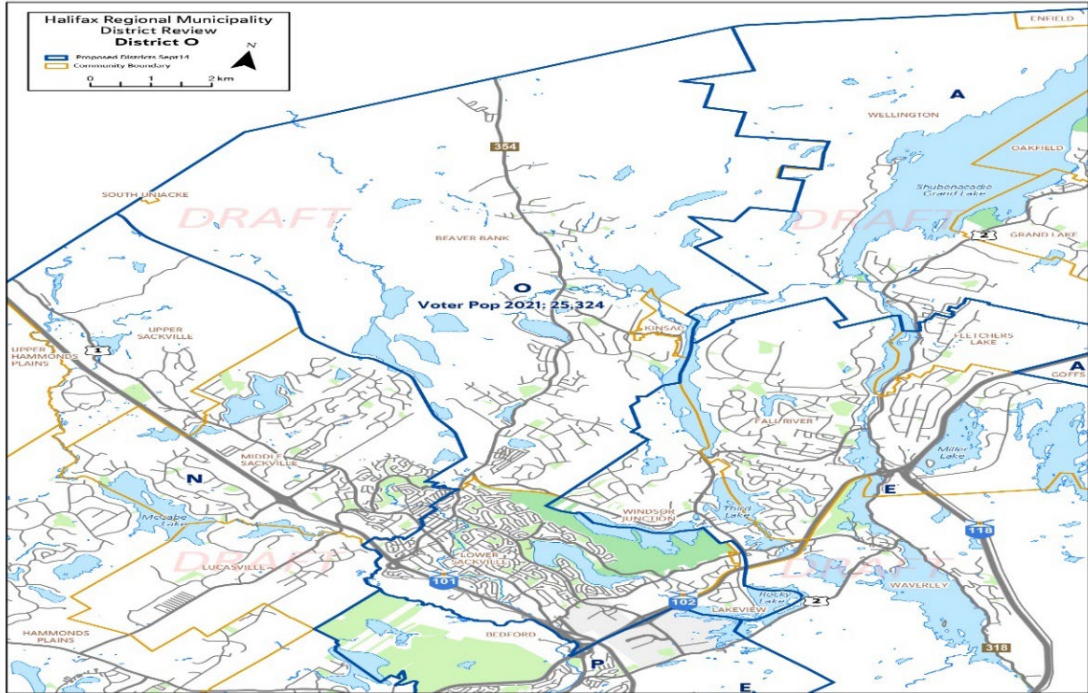 Halifax Regional Municipality
District Review
District O
N
Proposed Districts Sept14
Community Boundary
0 1 2 km
ENFIELD
A
WELLINGTON
OAKFIELD
354
Shubenacadie
Grand Lake
SOUTH UNIACKE
DRAFT
DRAFT
2
GRAND LAKE
BEAVER BANK
O
Voter Pop 2021: 25,324
KINSAC
UPPER
SACKVILLE
FLETCHERS
LAKE
1
UPPER
HAMMONDS
PLAINS
A
GOFFS
FALL RIVER
MIDDLE
SACKVILLE
Miller
Lake
N
E
McCabe
Lake
WINDSOR
JUNCTION
Third
Lake
118
DRAFT
LOWER
SACKVILLE
DRAFT
LUCASVILLE
101
WAVERLEY
Rocky
Lake
102
LAKEVIEW
2
HAMMONDS
PLAINS
BEDFORD
318
P
E